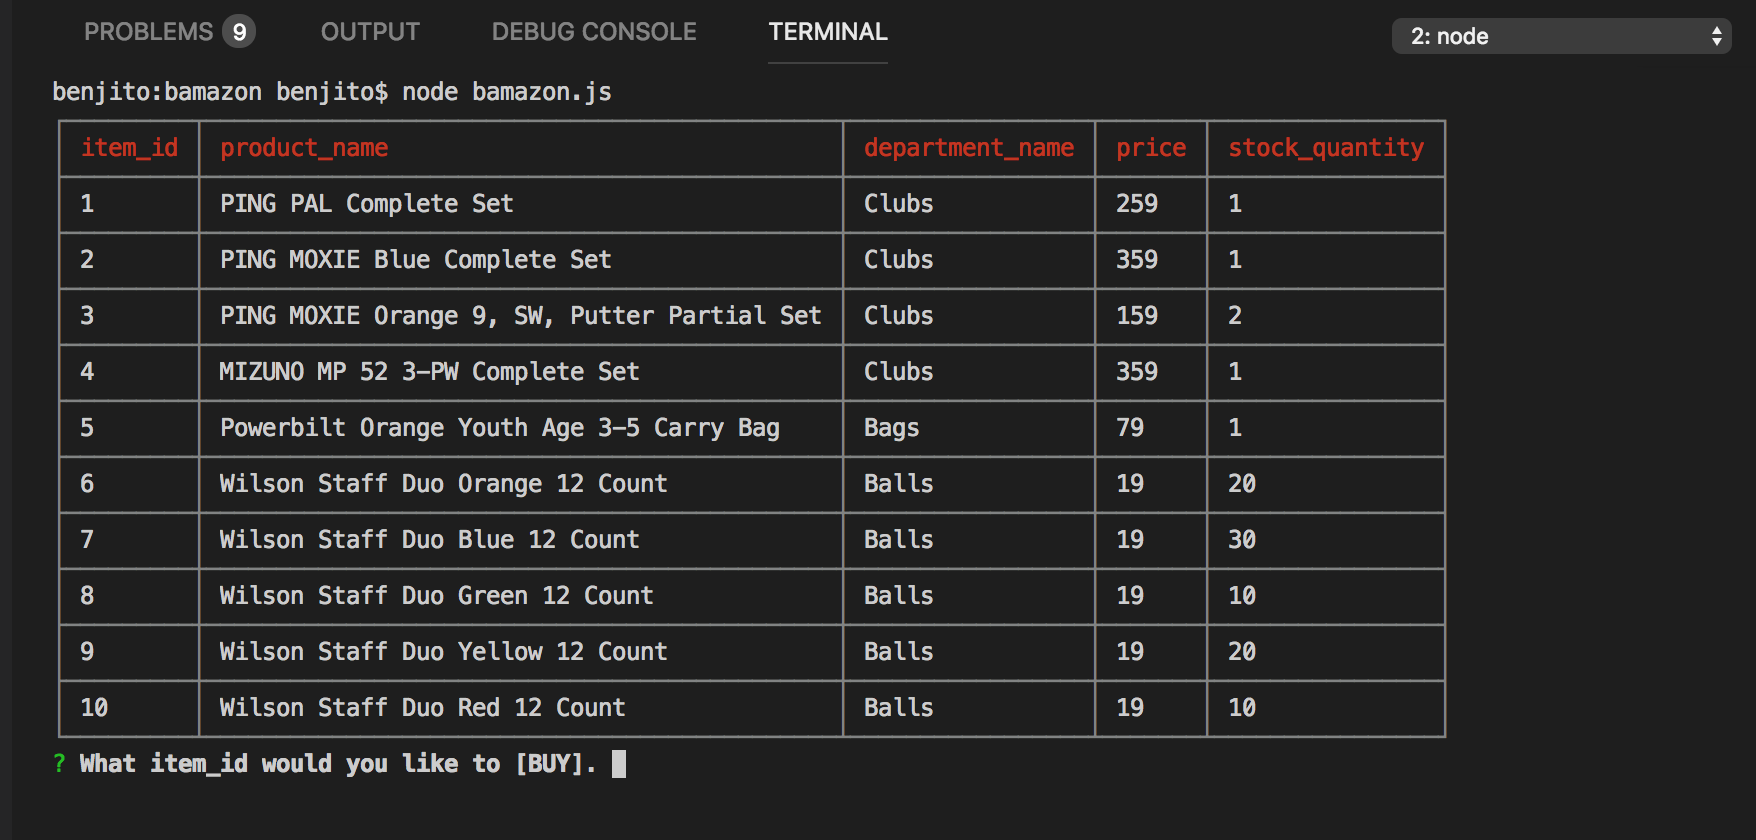 PROBLEMS 9 OUTPUT DEBUG CONSOLE TERMINAL 2: node
benjito:bamazon benjito$ node bamazon.js
item_id product_name department_name price stock_quantity
1 PING PAL Complete Set Clubs 259 1
2 PING MOXIE Blue Complete Set Clubs 359 1
3 PING MOXIE Orange 9, SW, Putter Partial Set Clubs 159 2
4 MIZUNO MP 52 3-PW Complete Set Clubs 359 1
5 Powerbilt Orange Youth Age 3-5 Carry Bag Bags 79 1
6 Wilson Staff Duo Orange 12 Count Balls 19 20
7 Wilson Staff Duo Blue 12 Count Balls 19 30
8 Wilson Staff Duo Green 12 Count Balls 19 10
9 Wilson Staff Duo Yellow 12 Count Balls 19 20
10 Wilson Staff Duo Red 12 Count Balls 19 10
? What item_id would you like to [BUY].